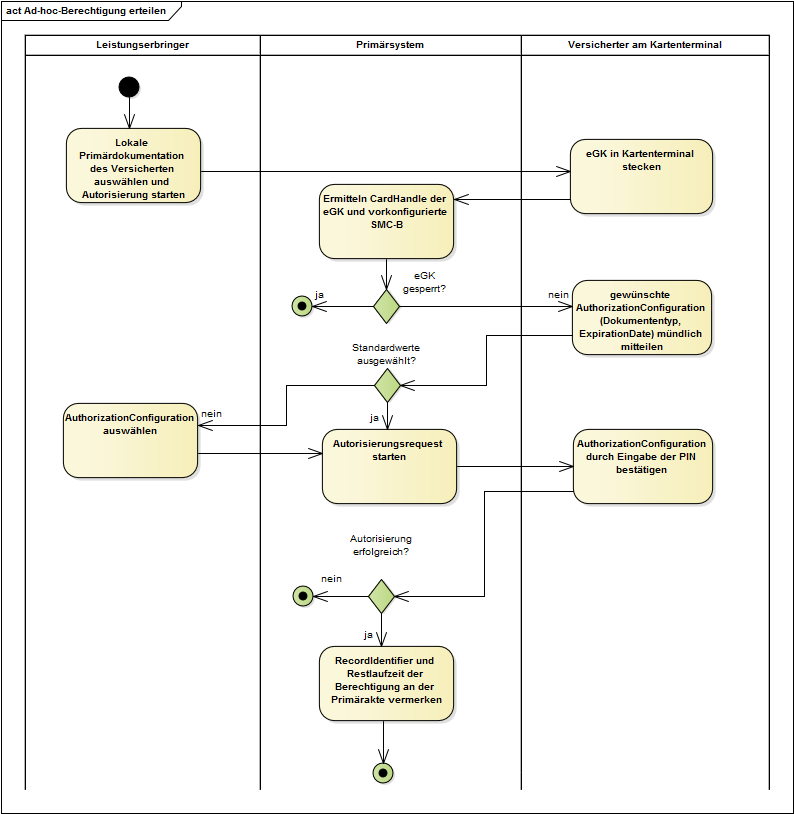 act Ad-hoc-Berechtigung erteilen
Leistungserbringer
Primärsystem
Versicherter am Kartenterminal
Lokale
Primärdokumentation
des Versicherten
auswählen und
Autorisierung starten
eGK in Kartenterminal
stecken
Ermitteln CardHandle der
eGK und vorkonfigurierte
SMC-B
eGK
gesperrt?
ja
nein
gewünschte
AuthorizationConfiguration
(Dokumententyp,
ExpirationDate) mündlich
mitteilen
Standardwerte
ausgewählt?
nein
ja
AuthorizationConfiguration
auswählen
Autorisierungsrequest
starten
AuthorizationConfiguration
durch Eingabe der PIN
bestätigen
Autorisierung
erfolgreich?
nein
ja
RecordIdentifier und
Restlaufzeit der
Berechtigung an der
Primärakte vermerken